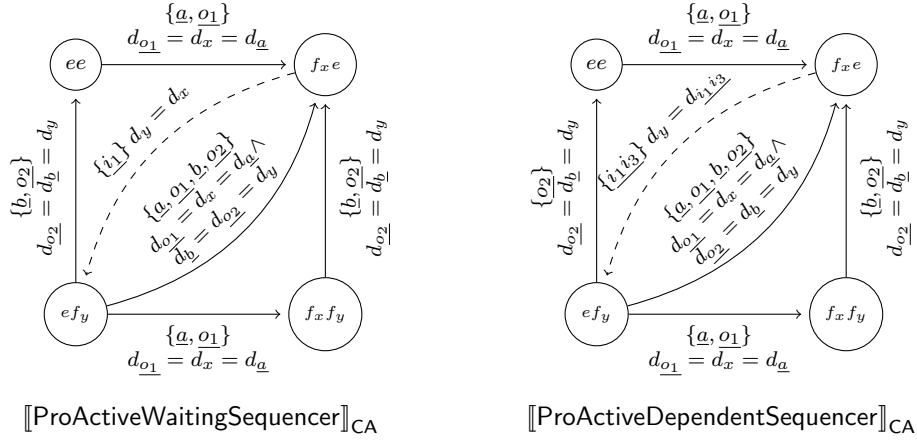 {a, o₁}
d_o₁ = d_x = d_a
ee
f_x e
{i₁} d_y = d_x
{b, o₂}
d_o₂ = d_b = d_y
{a, o₁, b, o₂}
d_o₁ = d_x = d_a ∧
d_b = d_o₂ = d_y
{b, o₂}
d_o₂ = d_b = d_y
e f_y
f_x f_y
{a, o₁}
d_o₁ = d_x = d_a
⟦ProActiveWaitingSequencer⟧_CA
{a, o₁}
d_o₁ = d_x = d_a
ee
f_x e
{i₁i₃} d_y = d_i₁i₃
{o₂}
d_o₂ = d_b = d_y
{a, o₁, b, o₂}
d_o₁ = d_x = d_a ∧
d_o₂ = d_b = d_y
{b, o₂}
d_o₂ = d_b = d_y
e f_y
f_x f_y
{a, o₁}
d_o₁ = d_x = d_a
⟦ProActiveDependentSequencer⟧_CA